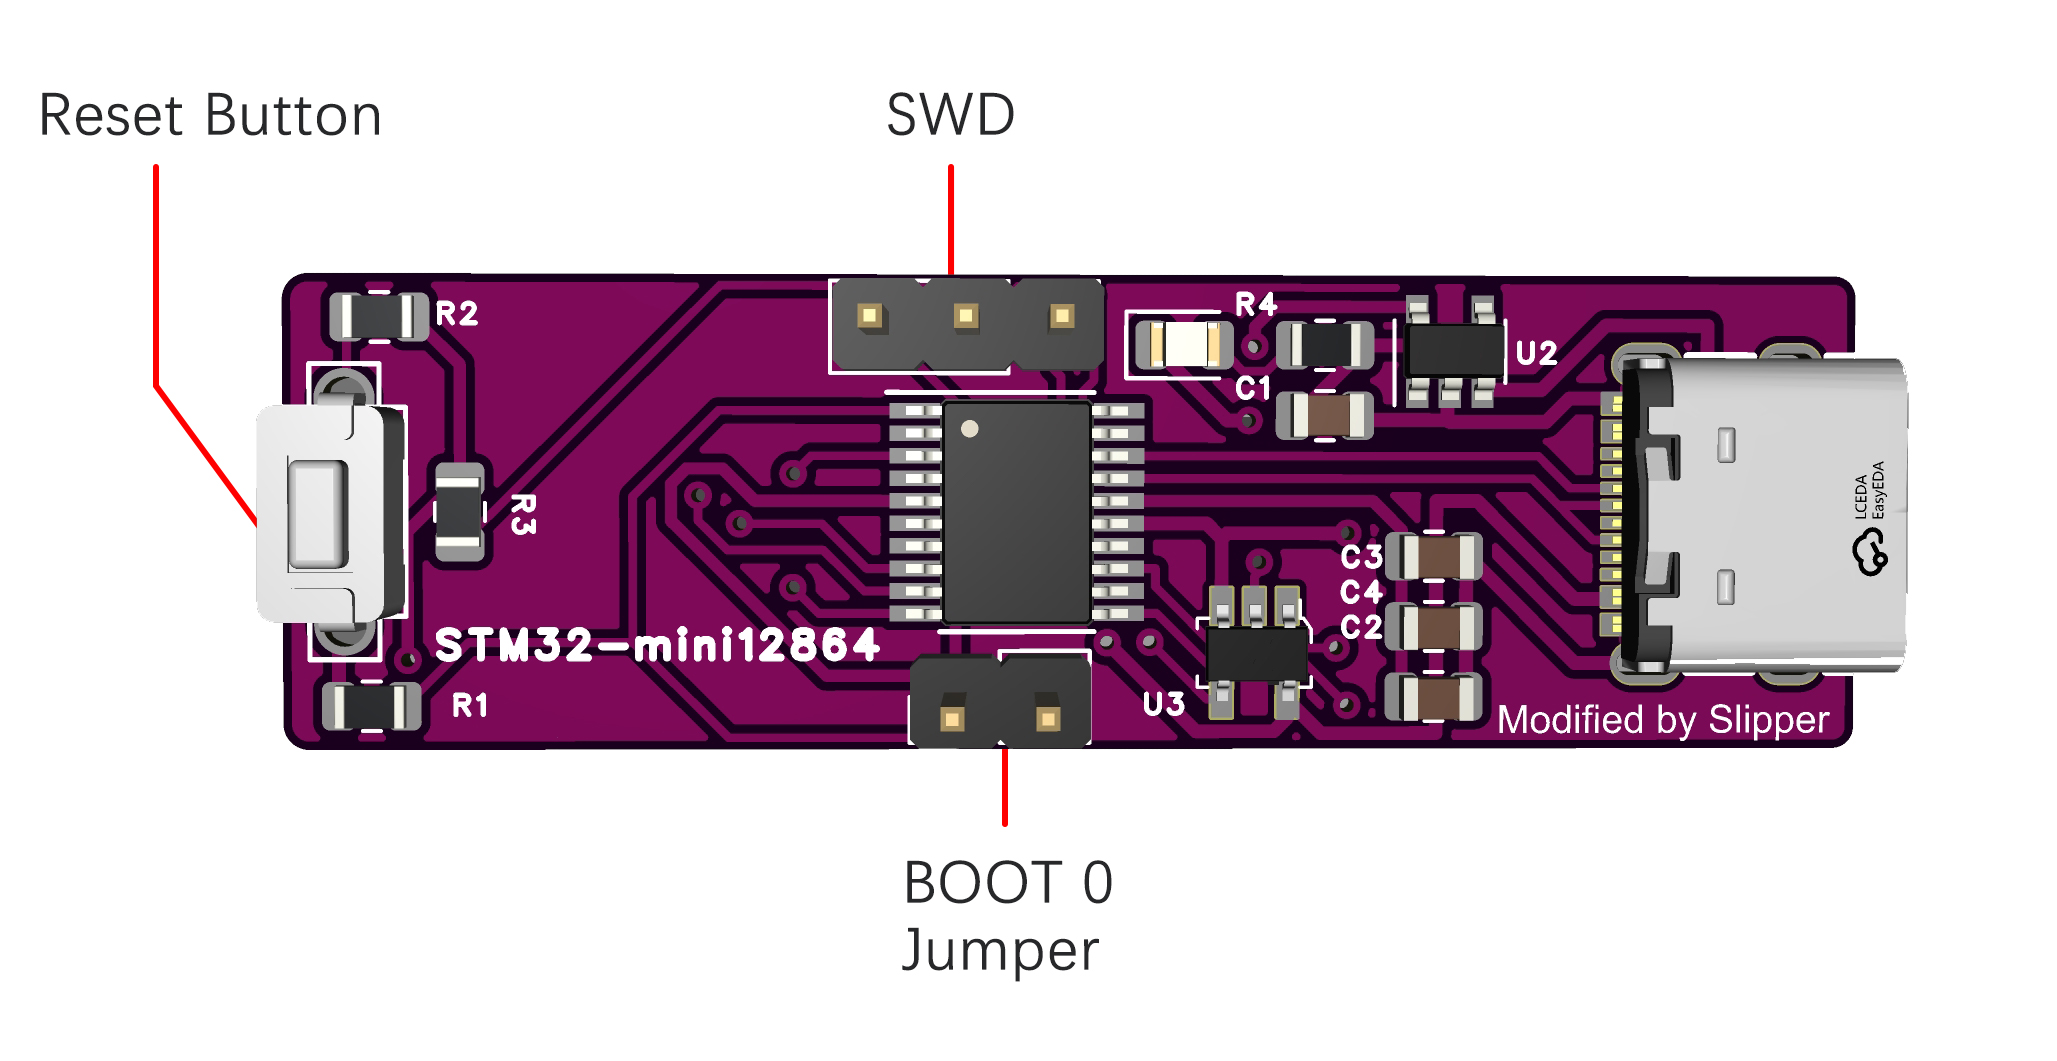 Reset Button
SWD
R2
R4
C1
U2
R3
LCEDA
EasyEDA
C3
C4
C2
STM32-mini12864
R1
U3
Modified by Slipper
BOOT 0
Jumper